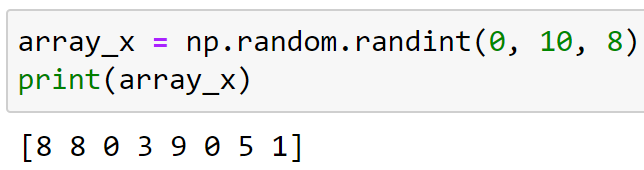 array_x = np.random.randint(0, 10, 8)
print(array_x)
[8 8 0 3 9 0 5 1]